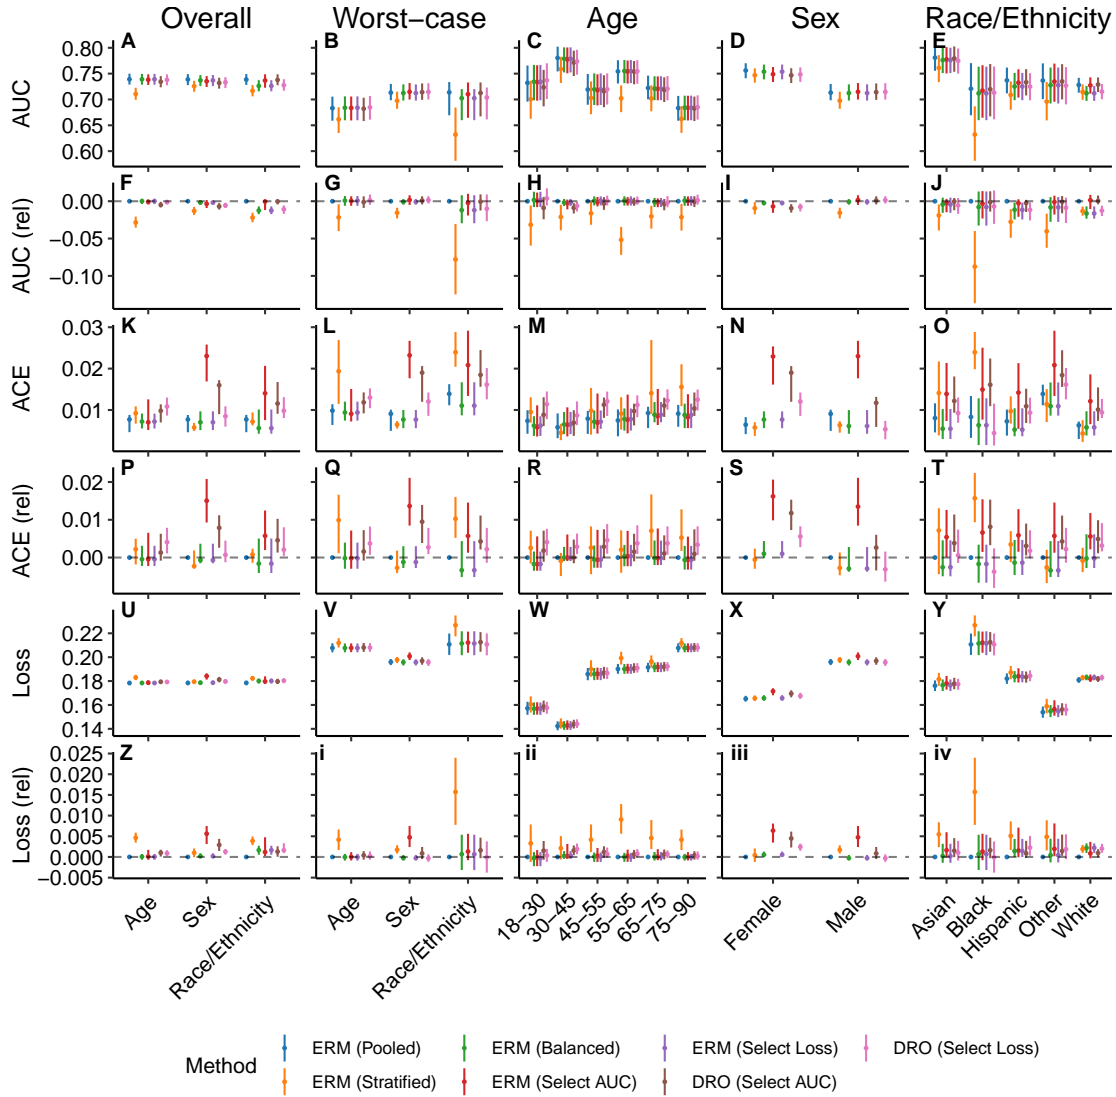 Overall Worst−case Age Sex Race/Ethnicity
A B C D E
AUC
0.80
0.75
0.70
0.65
0.60
F G H I J
AUC (rel)
0.00
−0.05
−0.10
K L M N O
ACE
0.03
0.02
0.01
P Q R S T
ACE (rel)
0.02
0.01
0.00
U V W X Y
Loss
0.22
0.20
0.18
0.16
0.14
Z i ii iii iv
Loss (rel)
0.025
0.020
0.015
0.010
0.005
0.000
−0.005
Age Sex Race/Ethnicity Age Sex Race/Ethnicity 18−30 30−45 45−55 55−65 65−75 75−90 Female Male Asian Black Hispanic Other White
Method
ERM (Pooled) ERM (Balanced) ERM (Select Loss) DRO (Select Loss)
ERM (Stratified) ERM (Select AUC) DRO (Select AUC)